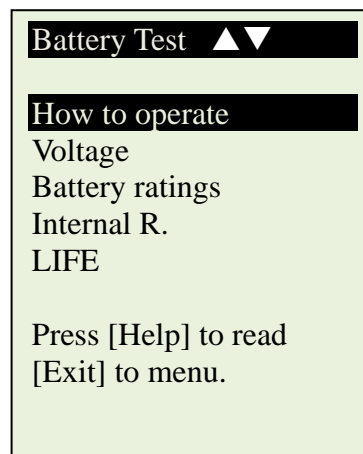 Battery Test ▲▼
How to operate
Voltage
Battery ratings
Internal R.
LIFE
Press [Help] to read
[Exit] to menu.